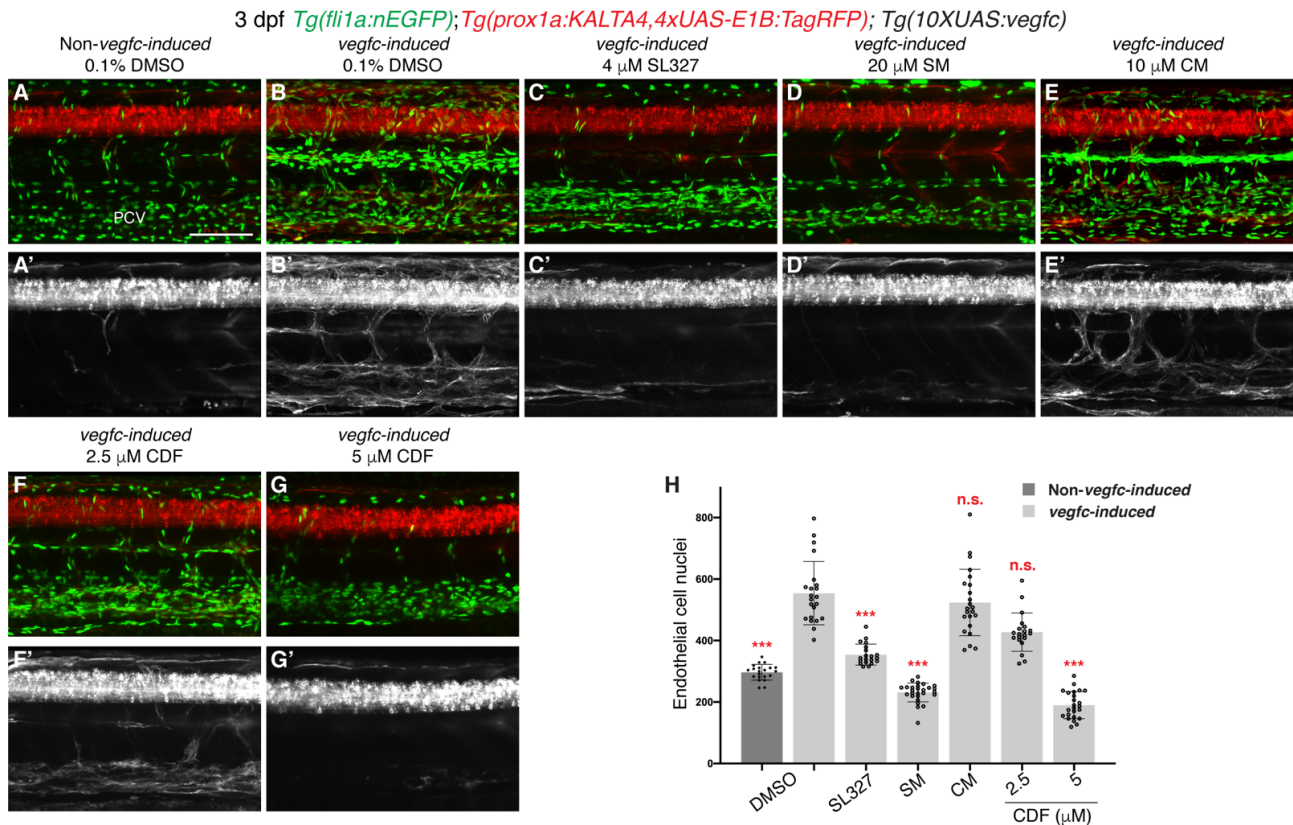 3 dpf Tg(fli1a:nEGFP);Tg(prox1a:KALTA4,4xUAS-E1B:TagRFP); Tg(10XUAS:vegfc)
Non-vegfc-induced
0.1% DMSO
vegfc-induced
0.1% DMSO
vegfc-induced
4 μM SL327
vegfc-induced
20 μM SM
vegfc-induced
10 μM CM
A
B
C
D
E
PCV
A'
B'
C'
D'
E'
vegfc-induced
2.5 μM CDF
vegfc-induced
5 μM CDF
F
G
F'
G'
H
Non-vegfc-induced
vegfc-induced
Endothelial cell nuclei
800
600
400
200
0
***
***
***
n.s.
n.s.
***
DMSO
SL327
SM
CM
2.5
5
CDF (μM)